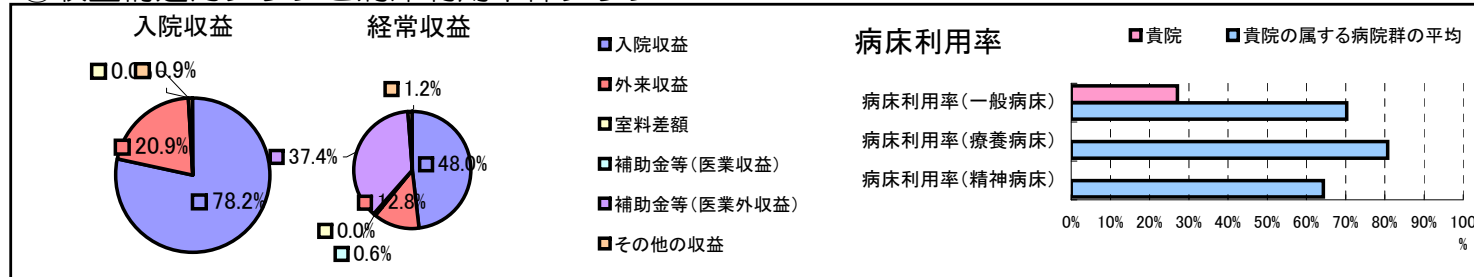 入院収益
0.0%
0.9%
20.9%
78.2%
経常収益
1.2%
37.4%
48.0%
12.8%
0.0%
0.6%
入院収益
外来収益
室料差額
補助金等(医業収益)
補助金等(医業外収益)
その他の収益
病床利用率
貴院
貴院の属する病院群の平均
病床利用率(一般病床)
病床利用率(療養病床)
病床利用率(精神病床)
0% 10% 20% 30% 40% 50% 60% 70% 80% 90% 100
%